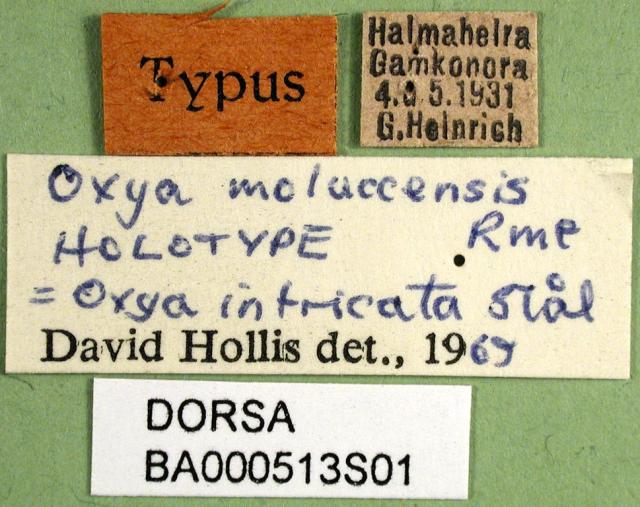 Typus
Halmaheira
Gamkonora
4.u.5.1931
G.Heinrich
Oxya moluccensis
HOLOTYPE Rme
= Oxya intricata Stål
David Hollis det., 1969
DORSA
BA000513S01